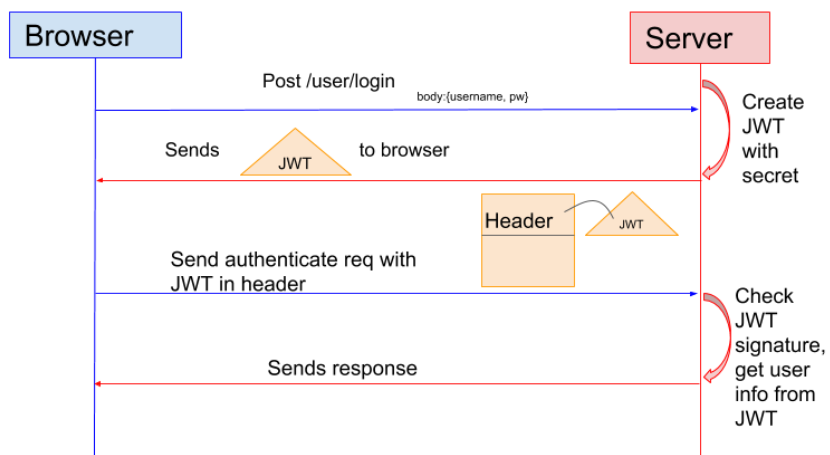 Browser
Server
Post /user/login
body:{username, pw}
Create
JWT
with
secret
Sends
JWT
to browser
Header
JWT
Send authenticate req with
JWT in header
Check
JWT
signature,
get user
info from
JWT
Sends response